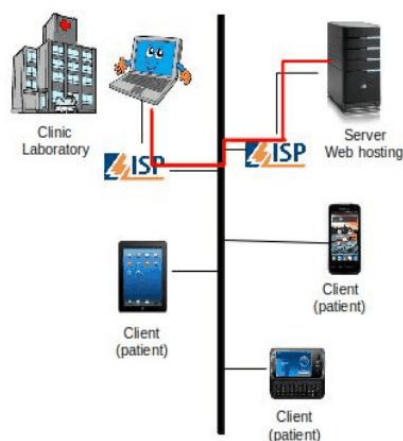 Clinic
Laboratory
ISP
ISP
Server
Web hosting
Client
(patient)
Client
(patient)
Client
(patient)